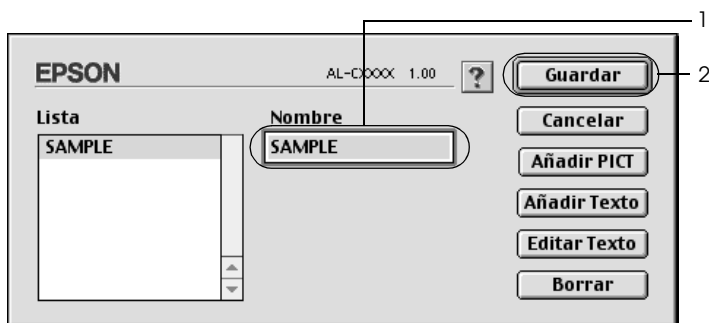 1
EPSON
AL-CXXXX 1.00
?
Guardar
2
Lista
Nombre
Cancelar
SAMPLE
SAMPLE
Añadir PICT
Añadir Texto
Editar Texto
Borrar